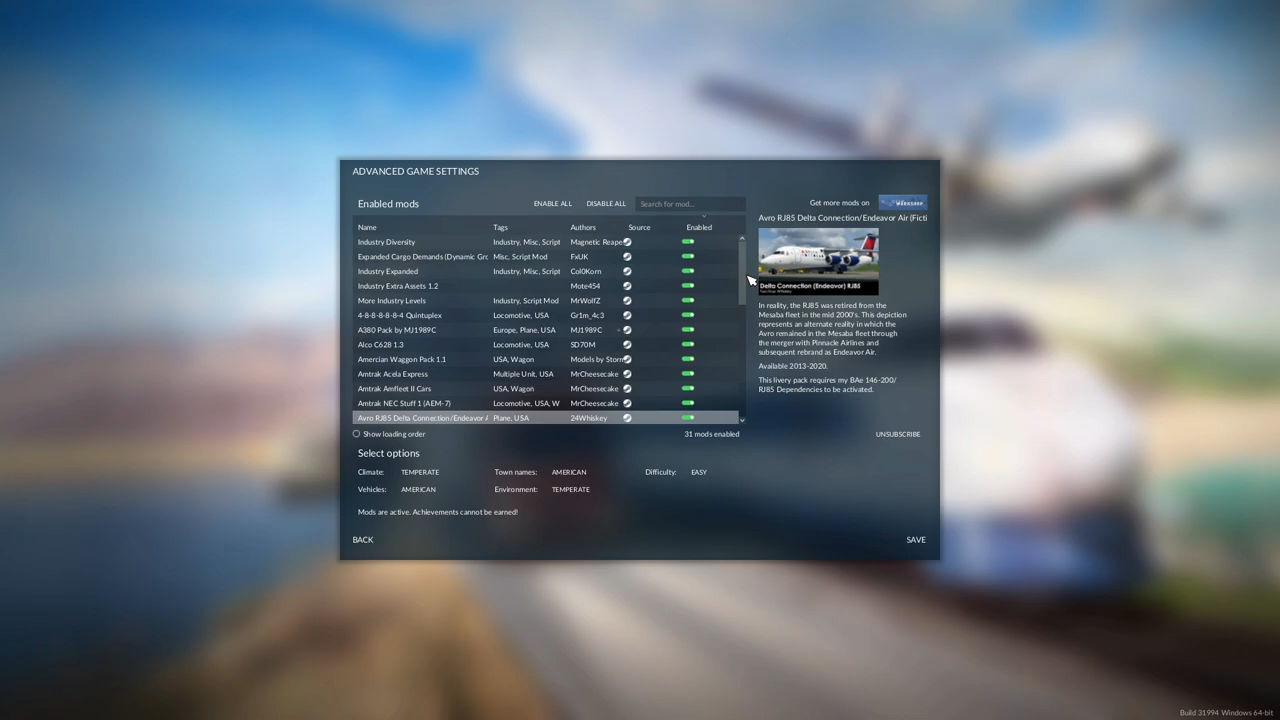 ADVANCED GAME SETTINGS
Enabled mods ENABLE ALL DISABLE ALL Search for mod... Get more mods on WORKSHOP
Avro RJ85 Delta Connection/Endeavor Air (Ficti
Name Tags Authors Source Enabled
Industry Diversity Industry, Misc, Script Magnetic Reape
Expanded Cargo Demands (Dynamic Grc Misc, Script Mod FxUK
Industry Expanded Industry, Misc, Script Col0Korn
Industry Extra Assets 1.2 Mote454
More Industry Levels Industry, Script Mod MrWolfZ
4-8-8-8-8-4 Quintuplex Locomotive, USA Gr1m_4c3
A380 Pack by MJ1989C Europe, Plane, USA MJ1989C
Alco C628 1.3 Locomotive, USA SD70M
Amercian Waggon Pack 1.1 USA, Wagon Models by Storm
Amtrak Acela Express Multiple Unit, USA MrCheesecake
Amtrak Amfleet II Cars USA, Wagon MrCheesecake
Amtrak NEC Stuff 1 (AEM-7) Locomotive, USA, W MrCheesecake
Avro RJ85 Delta Connection/Endeavor A Plane, USA 24Whiskey
Delta Connection (Endeavor) RJ85
In reality, the RJ85 was retired from the
Mesaba fleet in the mid 2000's. This depiction
represents an alternate reality in which the
Avro remained in the Mesaba fleet through
the merger with Pinnacle Airlines and
subsequent rebrand as Endeavor Air.
Available 2013-2020.
This livery pack requires my BAe 146-200/
RJ85 Dependencies to be activated.
Show loading order 31 mods enabled UNSUBSCRIBE
Select options
Climate: TEMPERATE Town names: AMERICAN Difficulty: EASY
Vehicles: AMERICAN Environment: TEMPERATE
Mods are active. Achievements cannot be earned!
BACK SAVE
Build 31994 Windows 64-bit